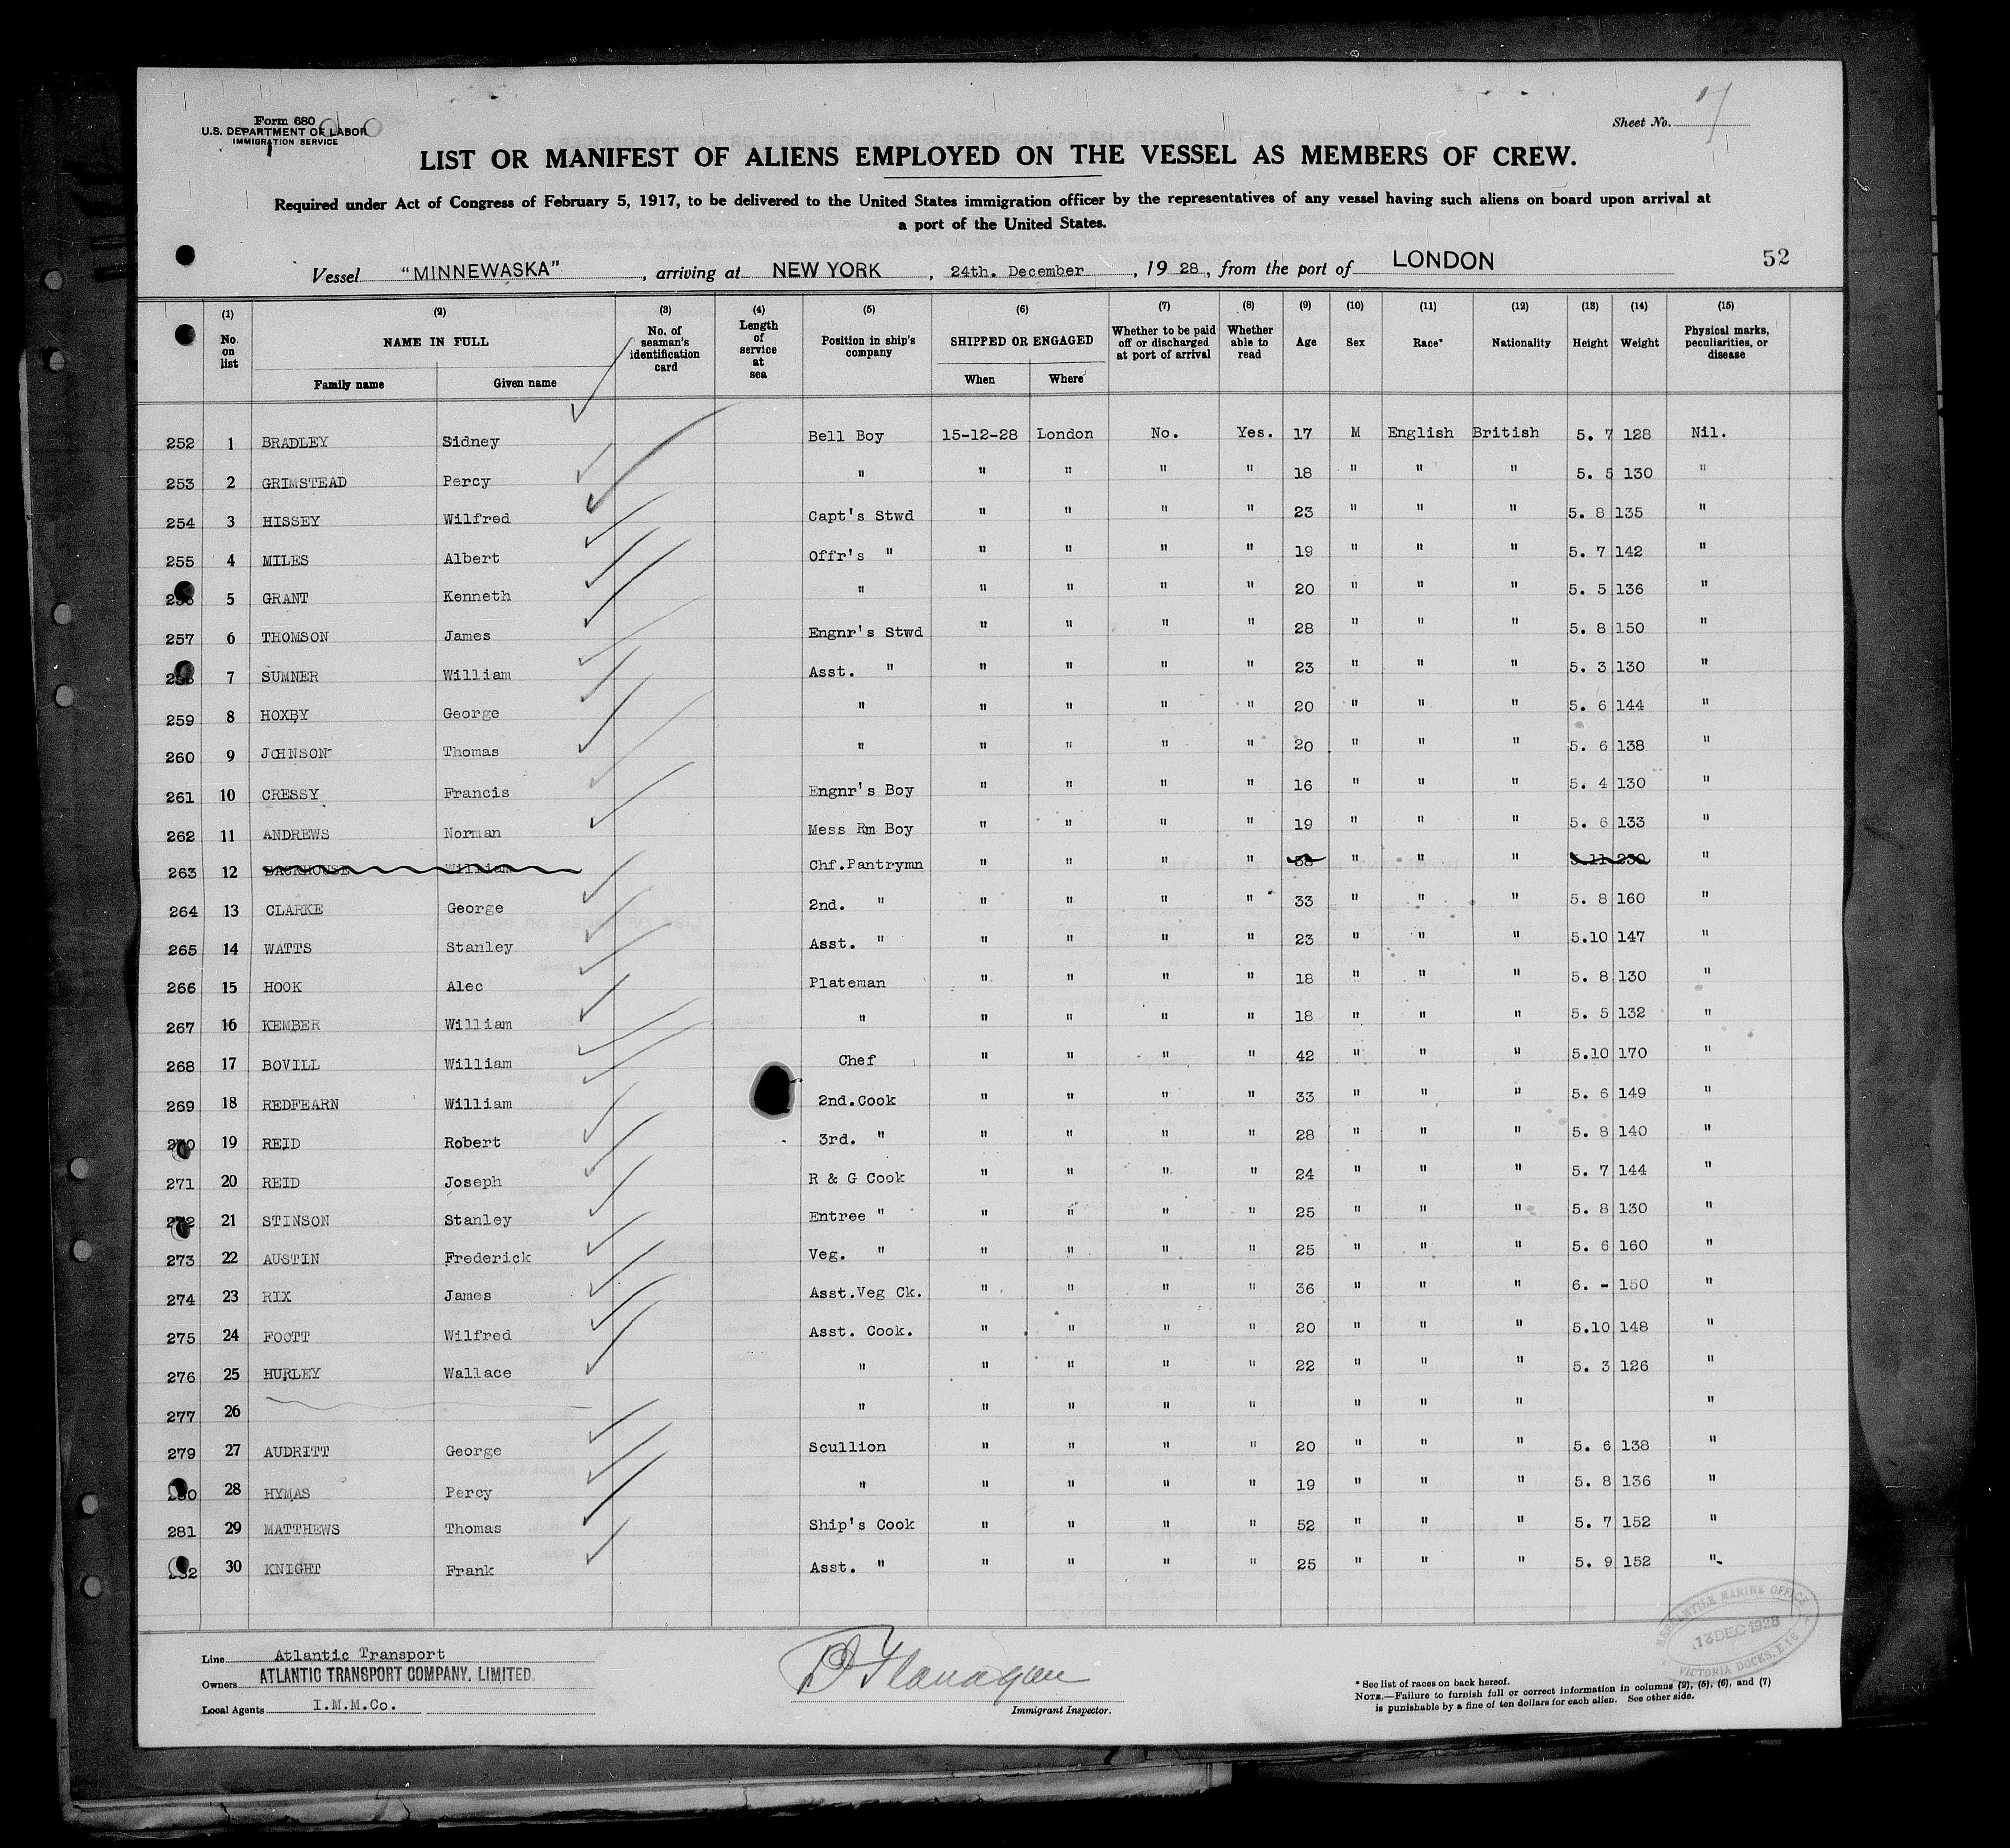 Form 680
U.S. DEPARTMENT OF LABOR
IMMIGRATION SERVICE
Sheet No.
LIST OR MANIFEST OF ALIENS EMPLOYED ON THE VESSEL AS MEMBERS OF CREW.
Required under Act of Congress of February 5, 1917, to be delivered to the United States immigration officer by the representatives of any vessel having such aliens on board upon arrival at
a port of the United States.
Vessel "MINNEWASKA", arriving at NEW YORK, 24th. December, 1928, from the port of LONDON 52
(1) No. on list (2) NAME IN FULL Family name Given name (3) No. of seaman's identification card (4) Length of service at sea (5) Position in ship's company (6) SHIPPED OR ENGAGED When Where (7) Whether to be paid off or discharged at port of arrival (8) Whether able to read (9) Age (10) Sex (11) Race* (12) Nationality (13) Height (14) Weight (15) Physical marks, peculiarities, or disease
252 1 BRADLEY Sidney Bell Boy 15-12-28 London No. Yes. 17 M English British 5. 7 128 Nil.
253 2 GRIMSTEAD Percy " " " " " 18 " " " 5. 5 130 "
254 3 HISSEY Wilfred Capt's Stwd " " " " 23 " " " 5. 8 135 "
255 4 MILES Albert Offr's " " " " " 19 " " " 5. 7 142 "
5 GRANT Kenneth " " " " " 20 " " " 5. 5 136 "
257 6 THOMSON James Engnr's Stwd " " " " 28 " " " 5. 8 150 "
7 SUMNER William Asst. " " " " " 23 " " " 5. 3 130 "
259 8 HOXBY George " " " " " 20 " " " 5. 6 144 "
260 9 JOHNSON Thomas " " " " " 20 " " " 5. 6 138 "
261 10 CRESSY Francis Engnr's Boy " " " " 16 " " " 5. 4 130 "
262 11 ANDREWS Norman Mess Rm Boy " " " " 19 " " " 5. 6 133 "
263 12 BACKHOUSE William Chf.Pantrymn " " " " 38 " " " 5.11 230 "
264 13 CLARKE George 2nd. " " " " " 33 " " " 5. 8 160 "
265 14 WATTS Stanley Asst. " " " " " 23 " " " 5.10 147 "
266 15 HOOK Alec Plateman " " " " 18 " " " 5. 8 130 "
267 16 KEMBER William " " " " " 18 " " " 5. 5 132 "
268 17 BOVILL William Chef " " " " 42 " " " 5.10 170 "
269 18 REDFEARN William 2nd.Cook " " " " 33 " " " 5. 6 149 "
270 19 REID Robert 3rd. " " " " " 28 " " " 5. 8 140 "
271 20 REID Joseph R & G Cook " " " " 24 " " " 5. 7 144 "
272 21 STINSON Stanley Entree " " " " " 25 " " " 5. 8 130 "
273 22 AUSTIN Frederick Veg. " " " " " 25 " " " 5. 6 160 "
274 23 RIX James Asst.Veg Ck. " " " " 36 " " " 6. - 150 "
275 24 FOOTT Wilfred Asst. Cook. " " " " 20 " " " 5.10 148 "
276 25 HURLEY Wallace " " " " " 22 " " " 5. 3 126 "
277 26 " " " " " " " " "
279 27 AUDRITT George Scullion " " " " 20 " " " 5. 6 138 "
28 HYMAS Percy " " " " " 19 " " " 5. 8 136 "
281 29 MATTHEWS Thomas Ship's Cook " " " " 52 " " " 5. 7 152 "
30 KNIGHT Frank Asst. " " " " " 25 " " " 5. 9 152 "
MERCANTILE MARINE OFFICE
13 DEC 1928
VICTORIA DOCKS, E.16
Line Atlantic Transport
Owners ATLANTIC TRANSPORT COMPANY, LIMITED.
Local Agents I.M.M.Co.
Flanagan
Immigrant Inspector.
* See list of races on back hereof.
NOTE.—Failure to furnish full or correct information in columns (2), (5), (6), and (7)
is punishable by a fine of ten dollars for each alien. See other side.